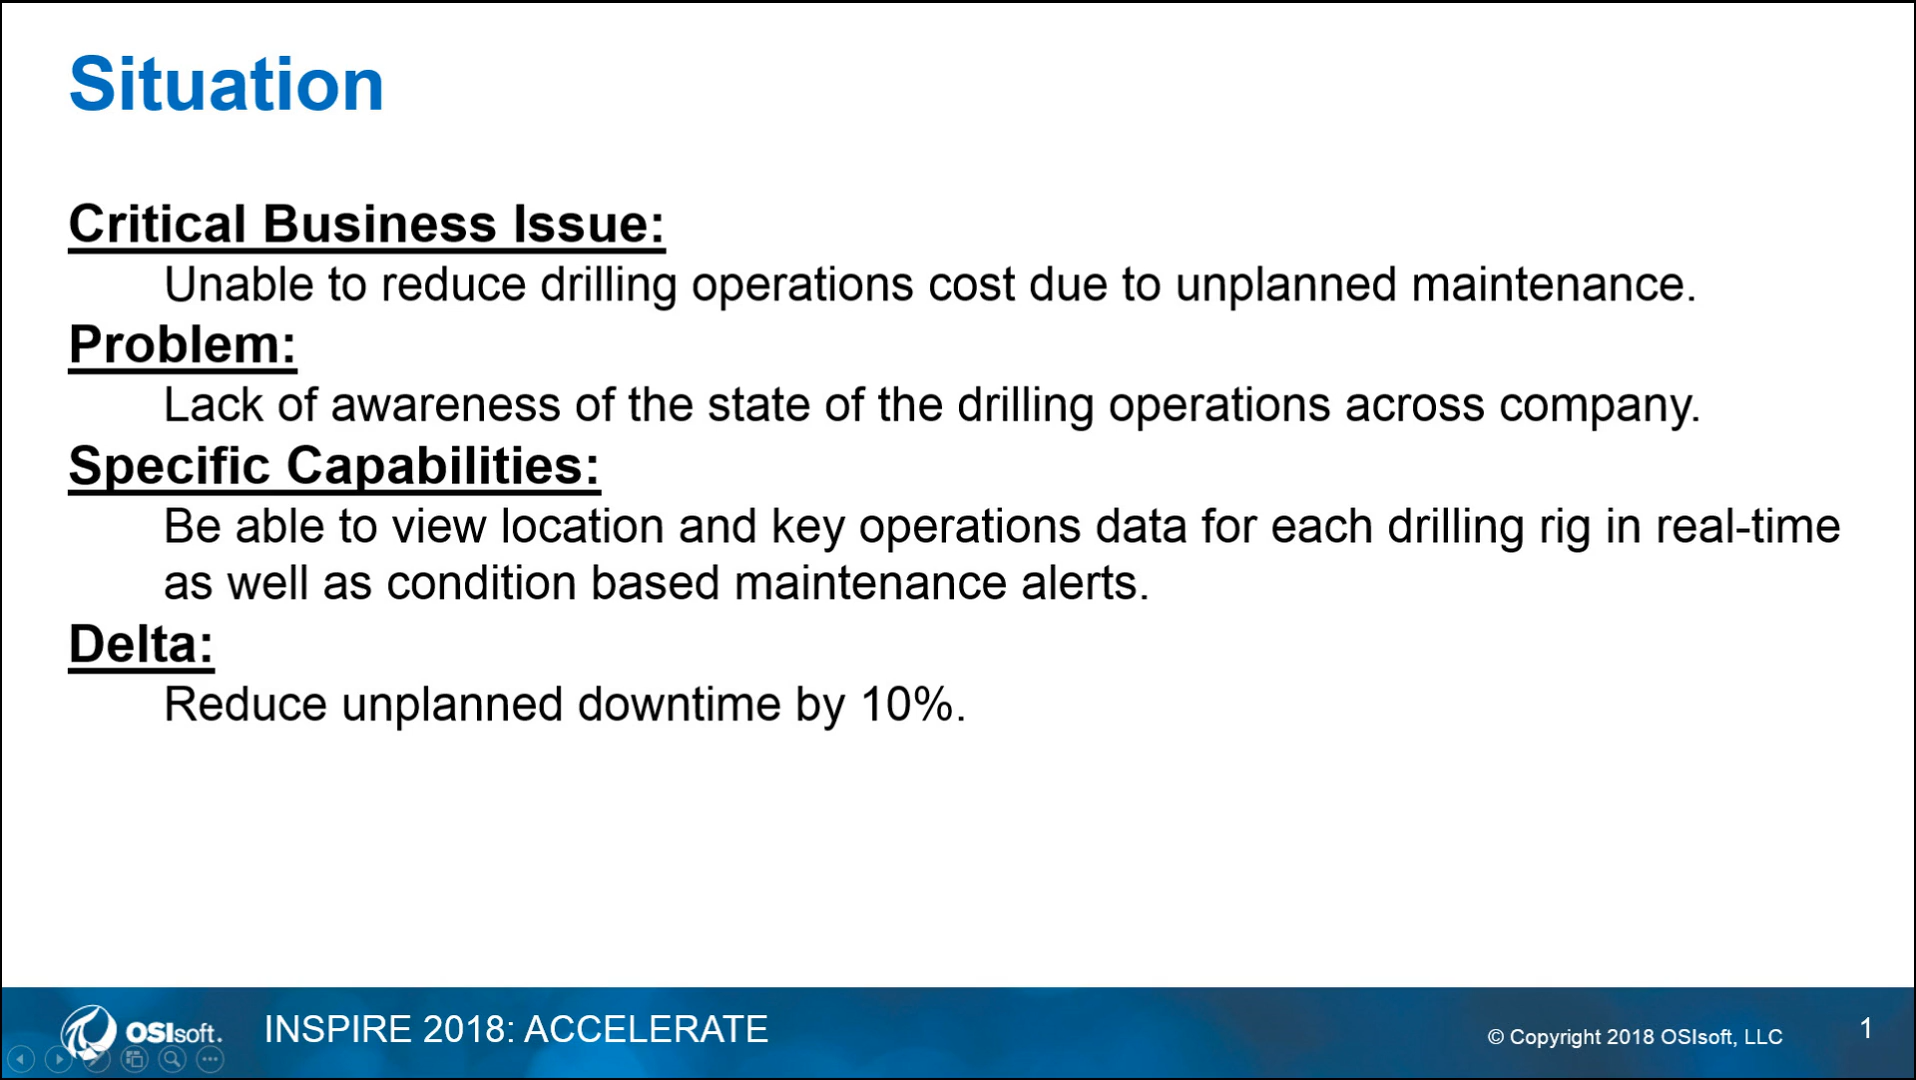 Situation
Critical Business Issue:
Unable to reduce drilling operations cost due to unplanned maintenance.
Problem:
Lack of awareness of the state of the drilling operations across company.
Specific Capabilities:
Be able to view location and key operations data for each drilling rig in real-time
as well as condition based maintenance alerts.
Delta:
Reduce unplanned downtime by 10%.
OSIsoft.
INSPIRE 2018: ACCELERATE
© Copyright 2018 OSIsoft, LLC
1